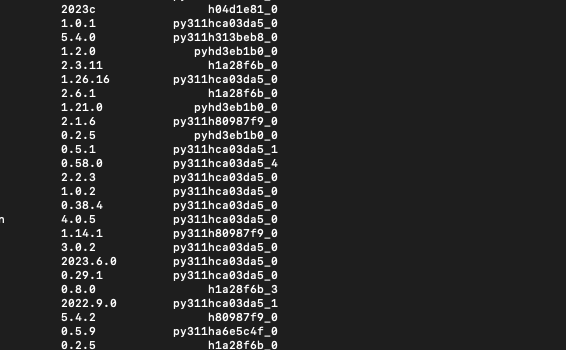 2023c h04d1e81_0
1.0.1 py311hca03da5_0
5.4.0 py311h313beb8_0
1.2.0 pyhd3eb1b0_0
2.3.11 h1a28f6b_0
1.26.16 py311hca03da5_0
2.6.1 h1a28f6b_0
1.21.0 pyhd3eb1b0_0
2.1.6 py311h80987f9_0
0.2.5 pyhd3eb1b0_0
0.5.1 py311hca03da5_1
0.58.0 py311hca03da5_4
2.2.3 py311hca03da5_0
1.0.2 py311hca03da5_0
0.38.4 py311hca03da5_0
n 4.0.5 py311hca03da5_0
1.14.1 py311h80987f9_0
3.0.2 py311hca03da5_0
2023.6.0 py311hca03da5_0
0.29.1 py311hca03da5_0
0.8.0 h1a28f6b_3
2022.9.0 py311hca03da5_1
5.4.2 h80987f9_0
0.5.9 py311ha6e5c4f_0
0.2.5 h1a28f6b_0